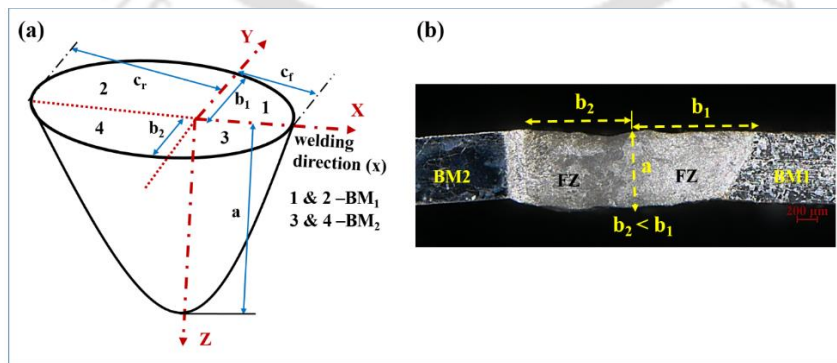 (a)
Y
c_r
c_f
2
b_1
1
X
4
b_2
3
welding
direction (x)
a
1 & 2 –BM_1
3 & 4 –BM_2
Z
(b)
b_2
b_1
BM2
FZ
a
FZ
BM1
b_2 < b_1
200 µm